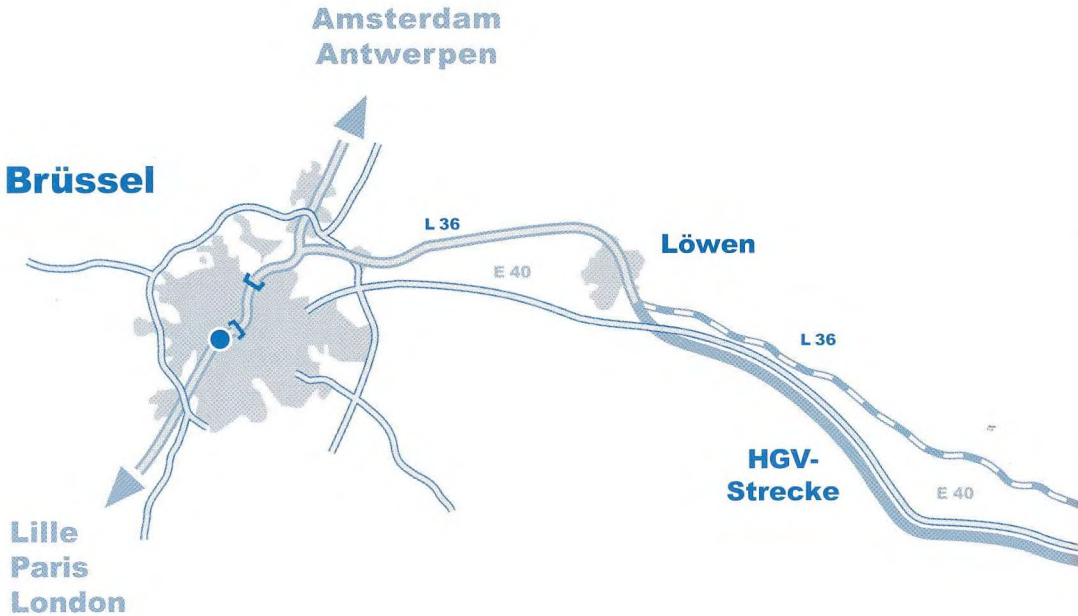 Amsterdam
Antwerpen
Brüssel
L 36
Löwen
E 40
L 36
HGV-
Strecke
E 40
Lille
Paris
London